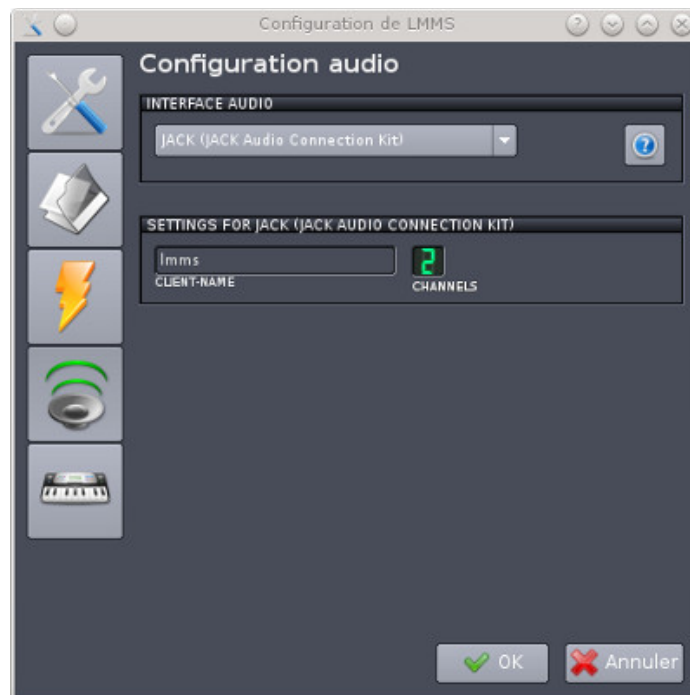 Configuration de LMMS
Configuration audio
INTERFACE AUDIO
JACK (JACK Audio Connection Kit)
SETTINGS FOR JACK (JACK AUDIO CONNECTION KIT)
lmms
2
CLIENT-NAME
CHANNELS
OK
Annuler